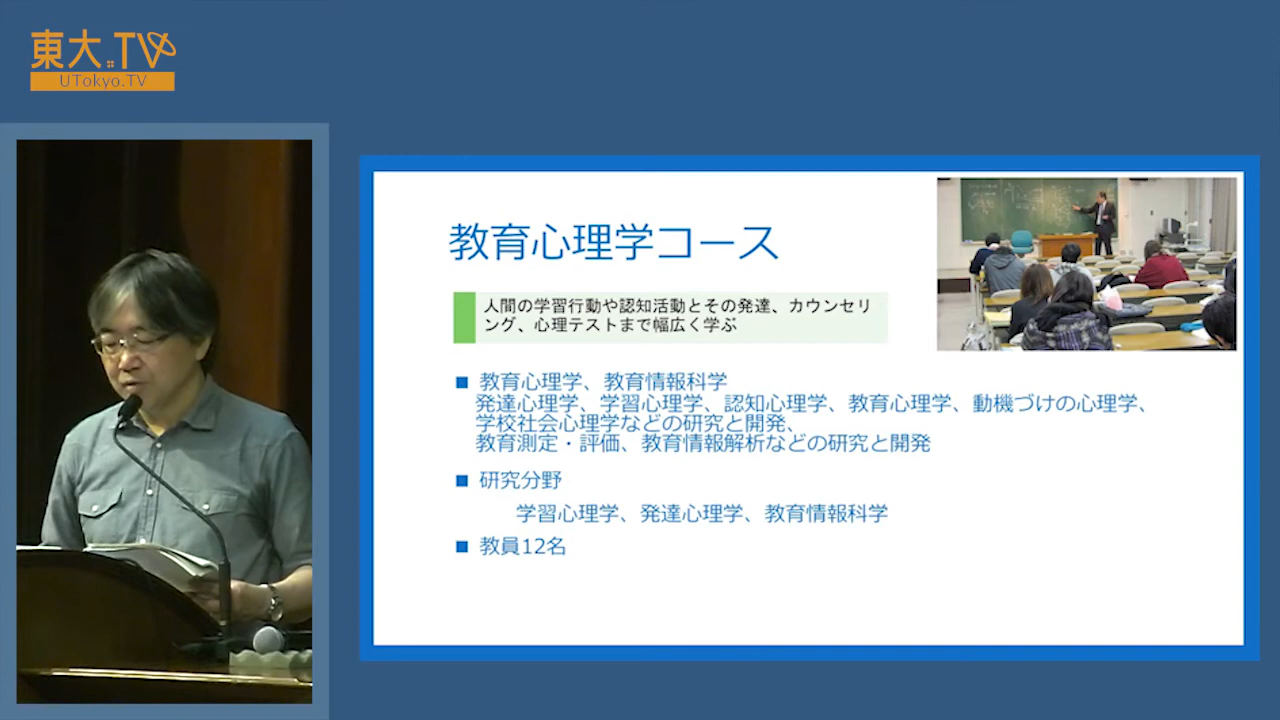 東大.TV
UTokyo.TV
教育心理学コース
人間の学習行動や認知活動とその発達、カウンセリ
ング、心理テストまで幅広く学ぶ
■ 教育心理学、教育情報科学
発達心理学、学習心理学、認知心理学、教育心理学、動機づけの心理学、
学校社会心理学などの研究と開発、
教育測定・評価、教育情報解析などの研究と開発
■ 研究分野
学習心理学、発達心理学、教育情報科学
■ 教員12名